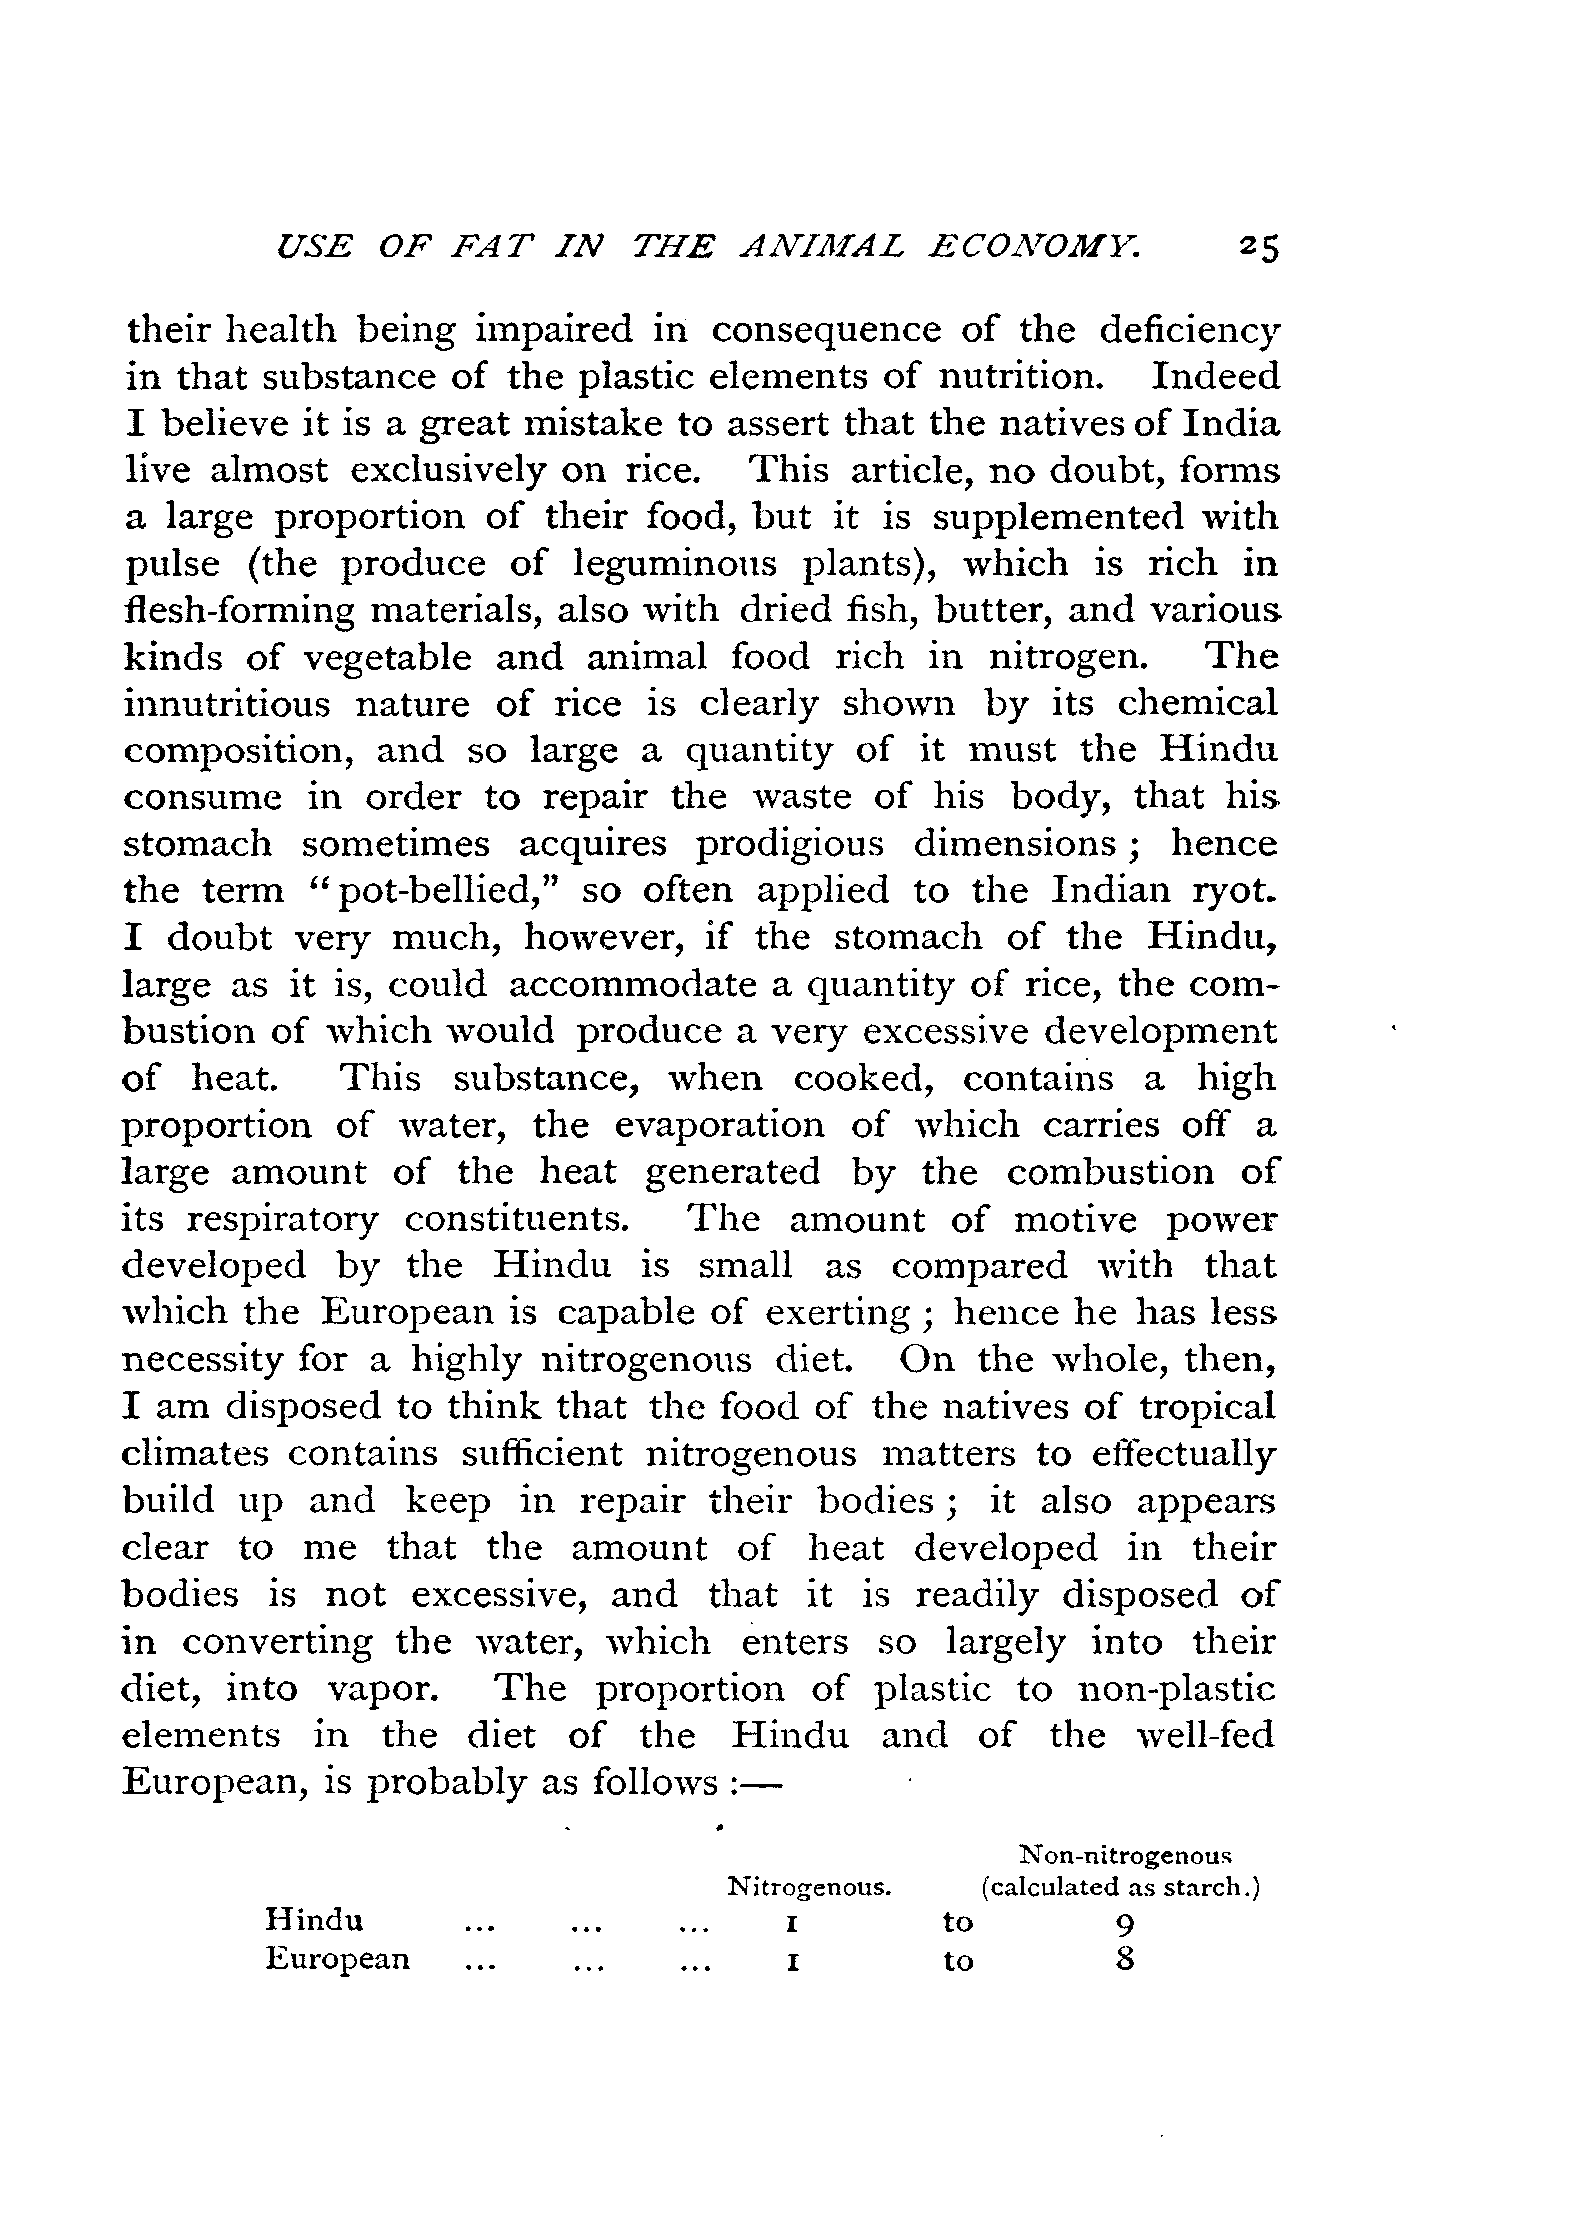 USE OF FAT IN THE ANIMAL ECONOMY. 25
their health being impaired in consequence of the deficiency
in that substance of the plastic elements of nutrition. Indeed
I believe it is a great mistake to assert that the natives of India
live almost exclusively on rice. This article, no doubt, forms
a large proportion of their food, but it is supplemented with
pulse (the produce of leguminous plants), which is rich in
flesh-forming materials, also with dried fish, butter, and various
kinds of vegetable and animal food rich in nitrogen. The
innutritious nature of rice is clearly shown by its chemical
composition, and so large a quantity of it must the Hindu
consume in order to repair the waste of his body, that his
stomach sometimes acquires prodigious dimensions ; hence
the term “pot-bellied,” so often applied to the Indian ryot.
I doubt very much, however, if the stomach of the Hindu,
large as it is, could accommodate a quantity of rice, the com-
bustion of which would produce a very excessive development
of heat. This substance, when cooked, contains a high
proportion of water, the evaporation of which carries off a
large amount of the heat generated by the combustion of
its respiratory constituents. The amount of motive power
developed by the Hindu is small as compared with that
which the European is capable of exerting ; hence he has less
necessity for a highly nitrogenous diet. On the whole, then,
I am disposed to think that the food of the natives of tropical
climates contains sufficient nitrogenous matters to effectually
build up and keep in repair their bodies ; it also appears
clear to me that the amount of heat developed in their
bodies is not excessive, and that it is readily disposed of
in converting the water, which enters so largely into their
diet, into vapor. The proportion of plastic to non-plastic
elements in the diet of the Hindu and of the well-fed
European, is probably as follows :—
Non-nitrogenous
Nitrogenous. (calculated as starch.)
Hindu ... ... ... 1 to 9
European ... ... ... 1 to 8